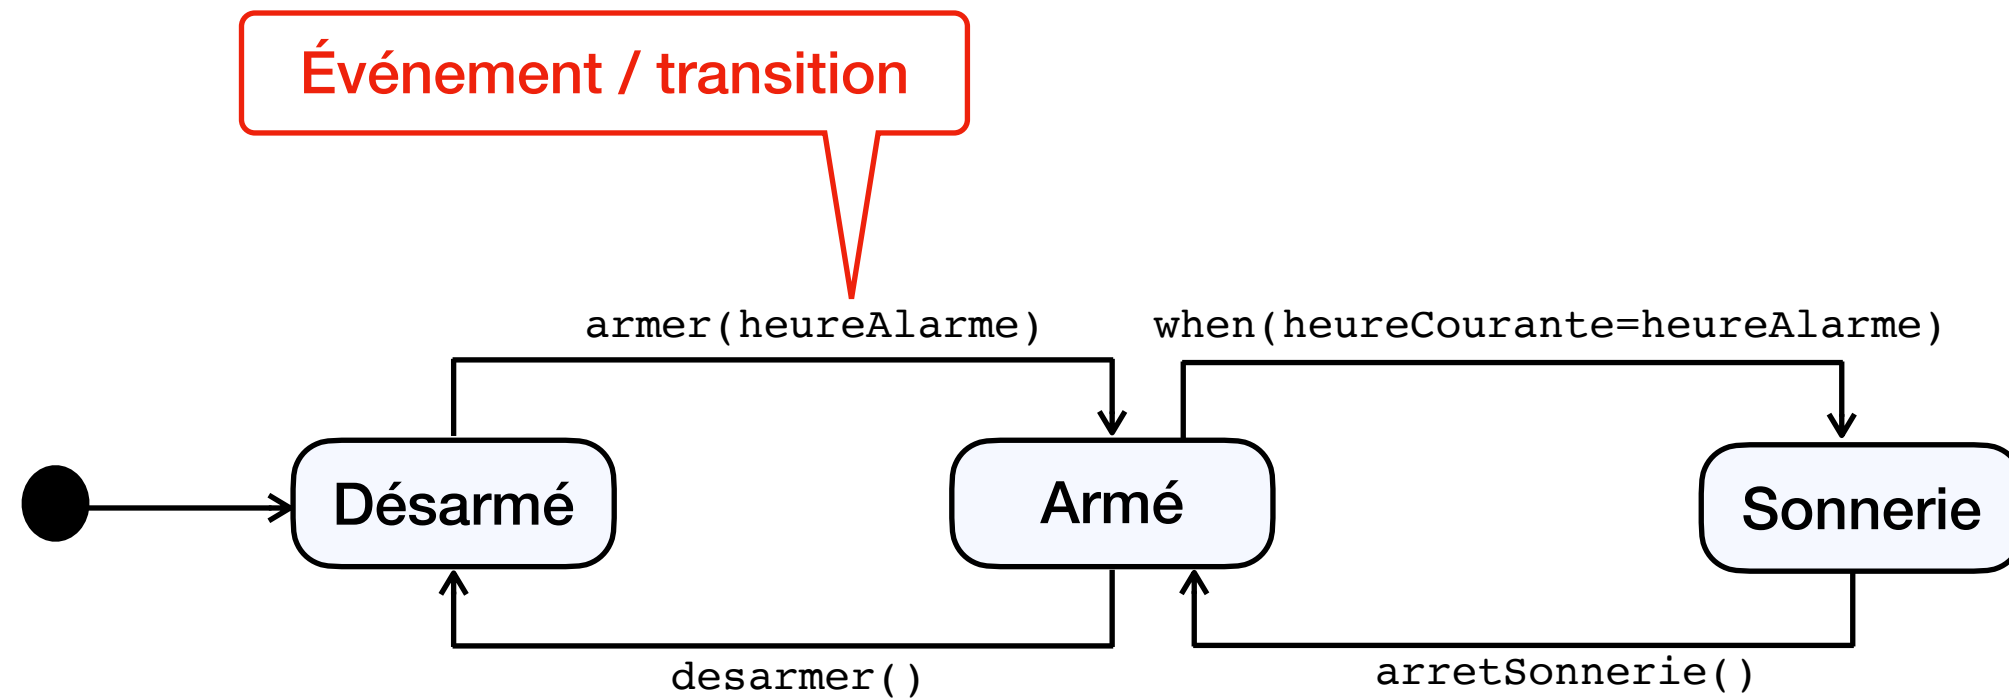 Événement / transition
armer(heureAlarme)
when(heureCourante=heureAlarme)
Désarmé
Armé
Sonnerie
desarmer()
arretSonnerie()